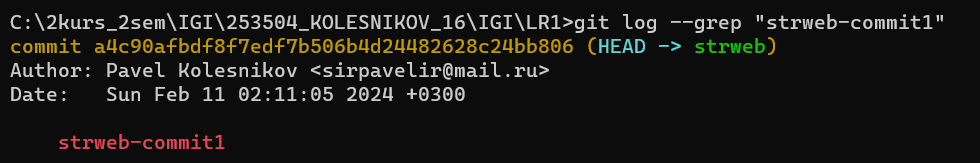 C:\2kurs_2sem\IGI\253504_KOLESNIKOV_16\IGI\LR1>git log --grep "strweb-commit1"
commit a4c90afbdf8f7edf7b506b4d24482628c24bb806 (HEAD -> strweb)
Author: Pavel Kolesnikov <sirpavelir@mail.ru>
Date:   Sun Feb 11 02:11:05 2024 +0300
    strweb-commit1